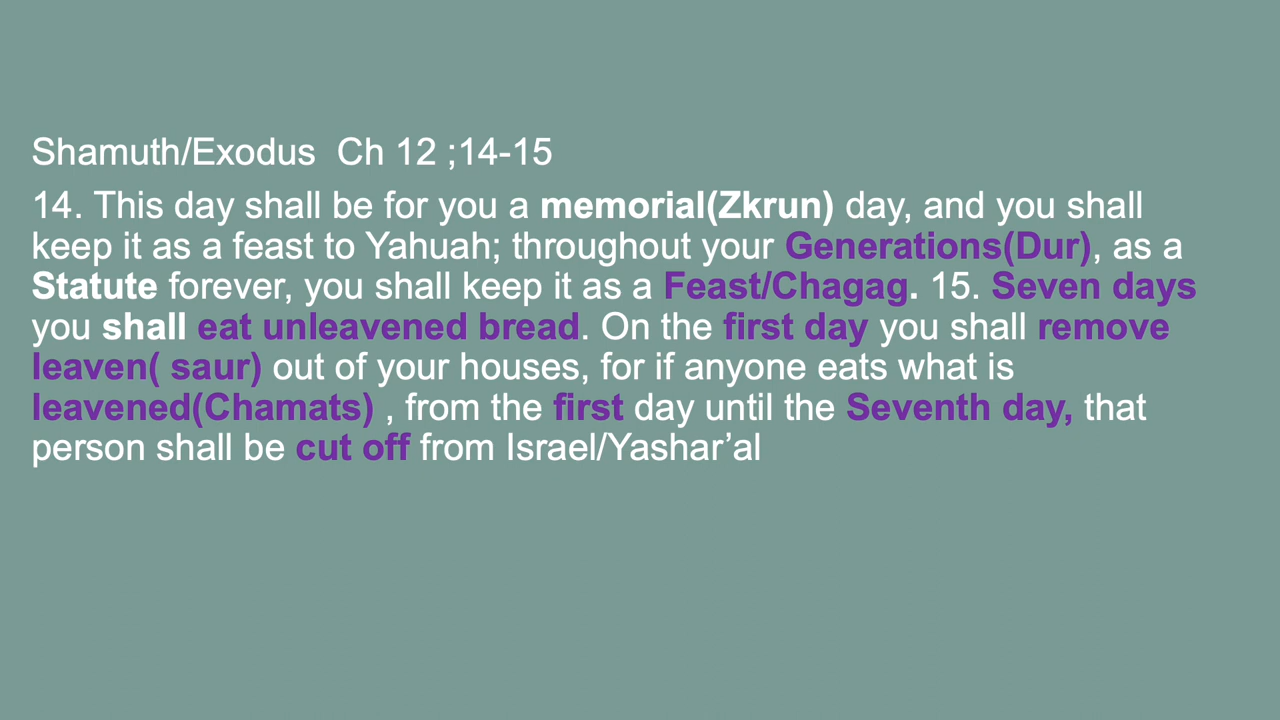 Shamuth/Exodus  Ch 12 ;14-15
14. This day shall be for you a memorial(Zkrun) day, and you shall
keep it as a feast to Yahuah; throughout your Generations(Dur), as a
Statute forever, you shall keep it as a Feast/Chagag. 15. Seven days
you shall eat unleavened bread. On the first day you shall remove
leaven( saur) out of your houses, for if anyone eats what is
leavened(Chamats) , from the first day until the Seventh day, that
person shall be cut off from Israel/Yashar’al